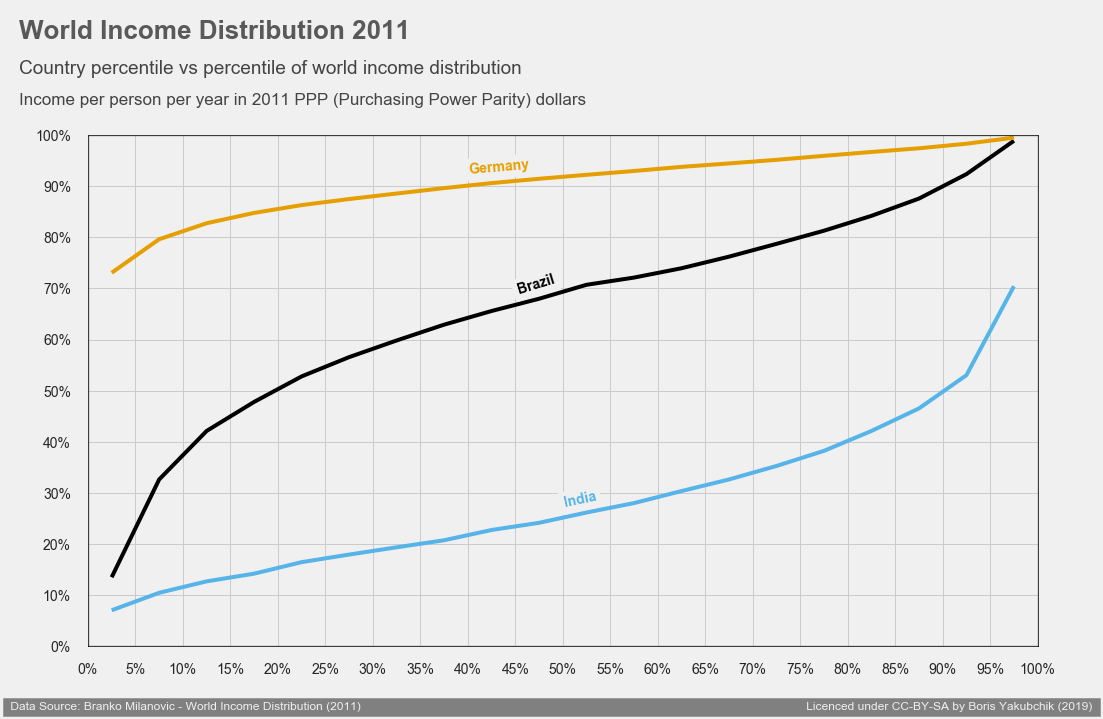 World Income Distribution 2011
Country percentile vs percentile of world income distribution
Income per person per year in 2011 PPP (Purchasing Power Parity) dollars
100%
90%
80%
70%
60%
50%
40%
30%
20%
10%
0%
Germany
Brazil
India
0% 5% 10% 15% 20% 25% 30% 35% 40% 45% 50% 55% 60% 65% 70% 75% 80% 85% 90% 95% 100%
Data Source: Branko Milanovic - World Income Distribution (2011)
Licenced under CC-BY-SA by Boris Yakubchik (2019)